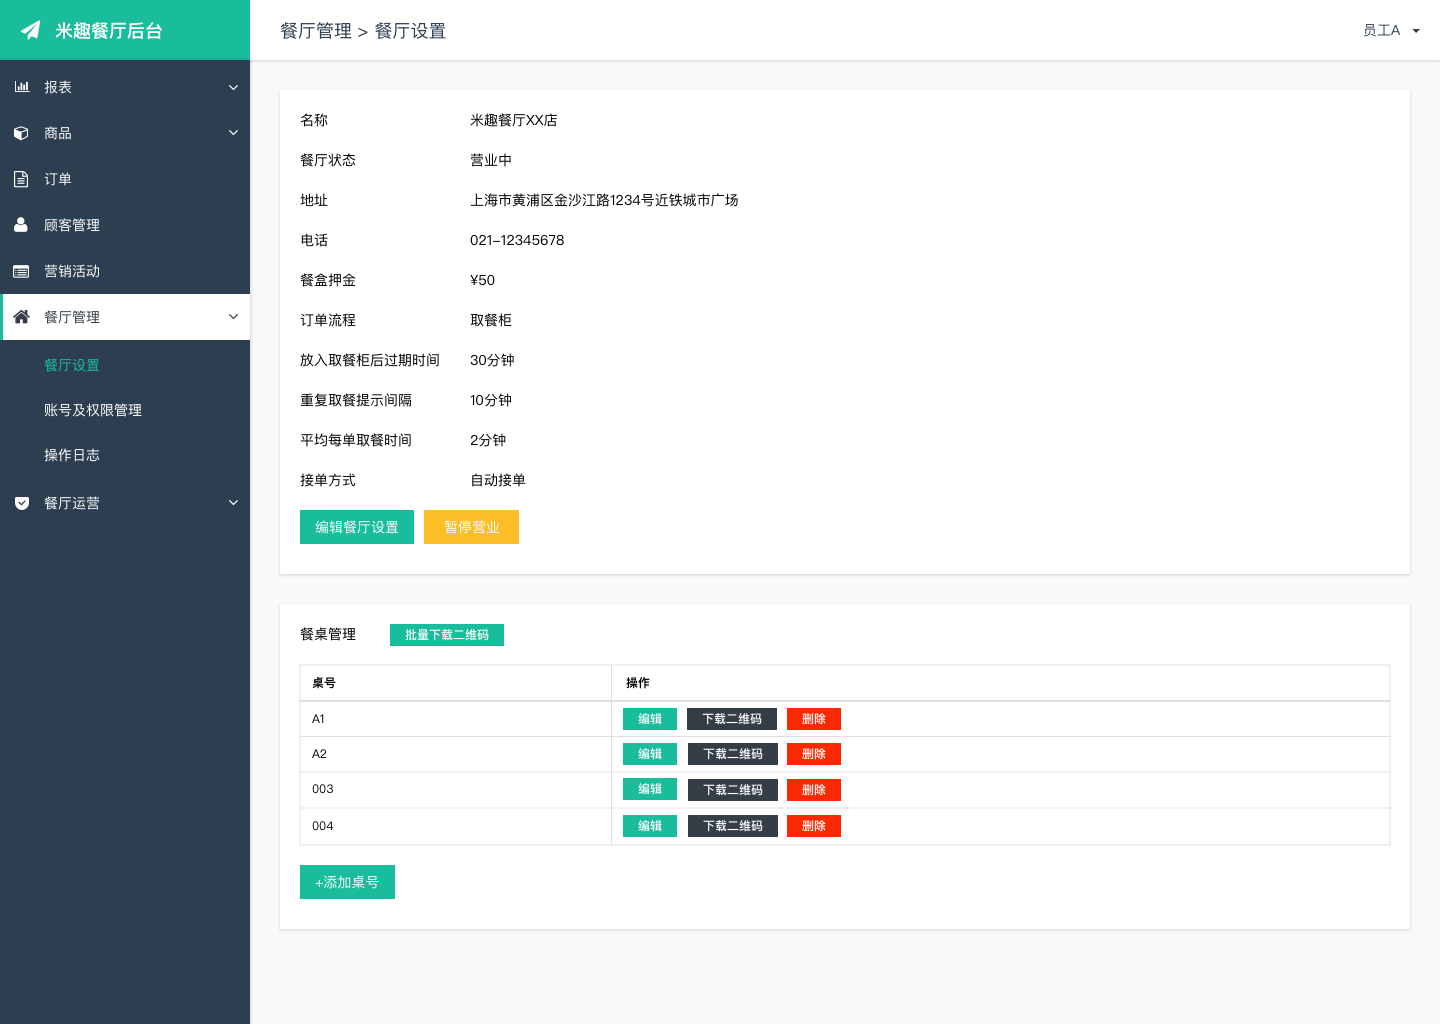 米趣餐厅后台
餐厅管理 > 餐厅设置
员工A
报表
商品
订单
顾客管理
营销活动
餐厅管理
餐厅设置
账号及权限管理
操作日志
餐厅运营
名称 米趣餐厅XX店
餐厅状态 营业中
地址 上海市黄浦区金沙江路1234号近铁城市广场
电话 021-12345678
餐盒押金 ¥50
订单流程 取餐柜
放入取餐柜后过期时间 30分钟
重复取餐提示间隔 10分钟
平均每单取餐时间 2分钟
接单方式 自动接单
编辑餐厅设置 暂停营业
餐桌管理 批量下载二维码
桌号 操作
A1 编辑 下载二维码 删除
A2 编辑 下载二维码 删除
003 编辑 下载二维码 删除
004 编辑 下载二维码 删除
+添加桌号